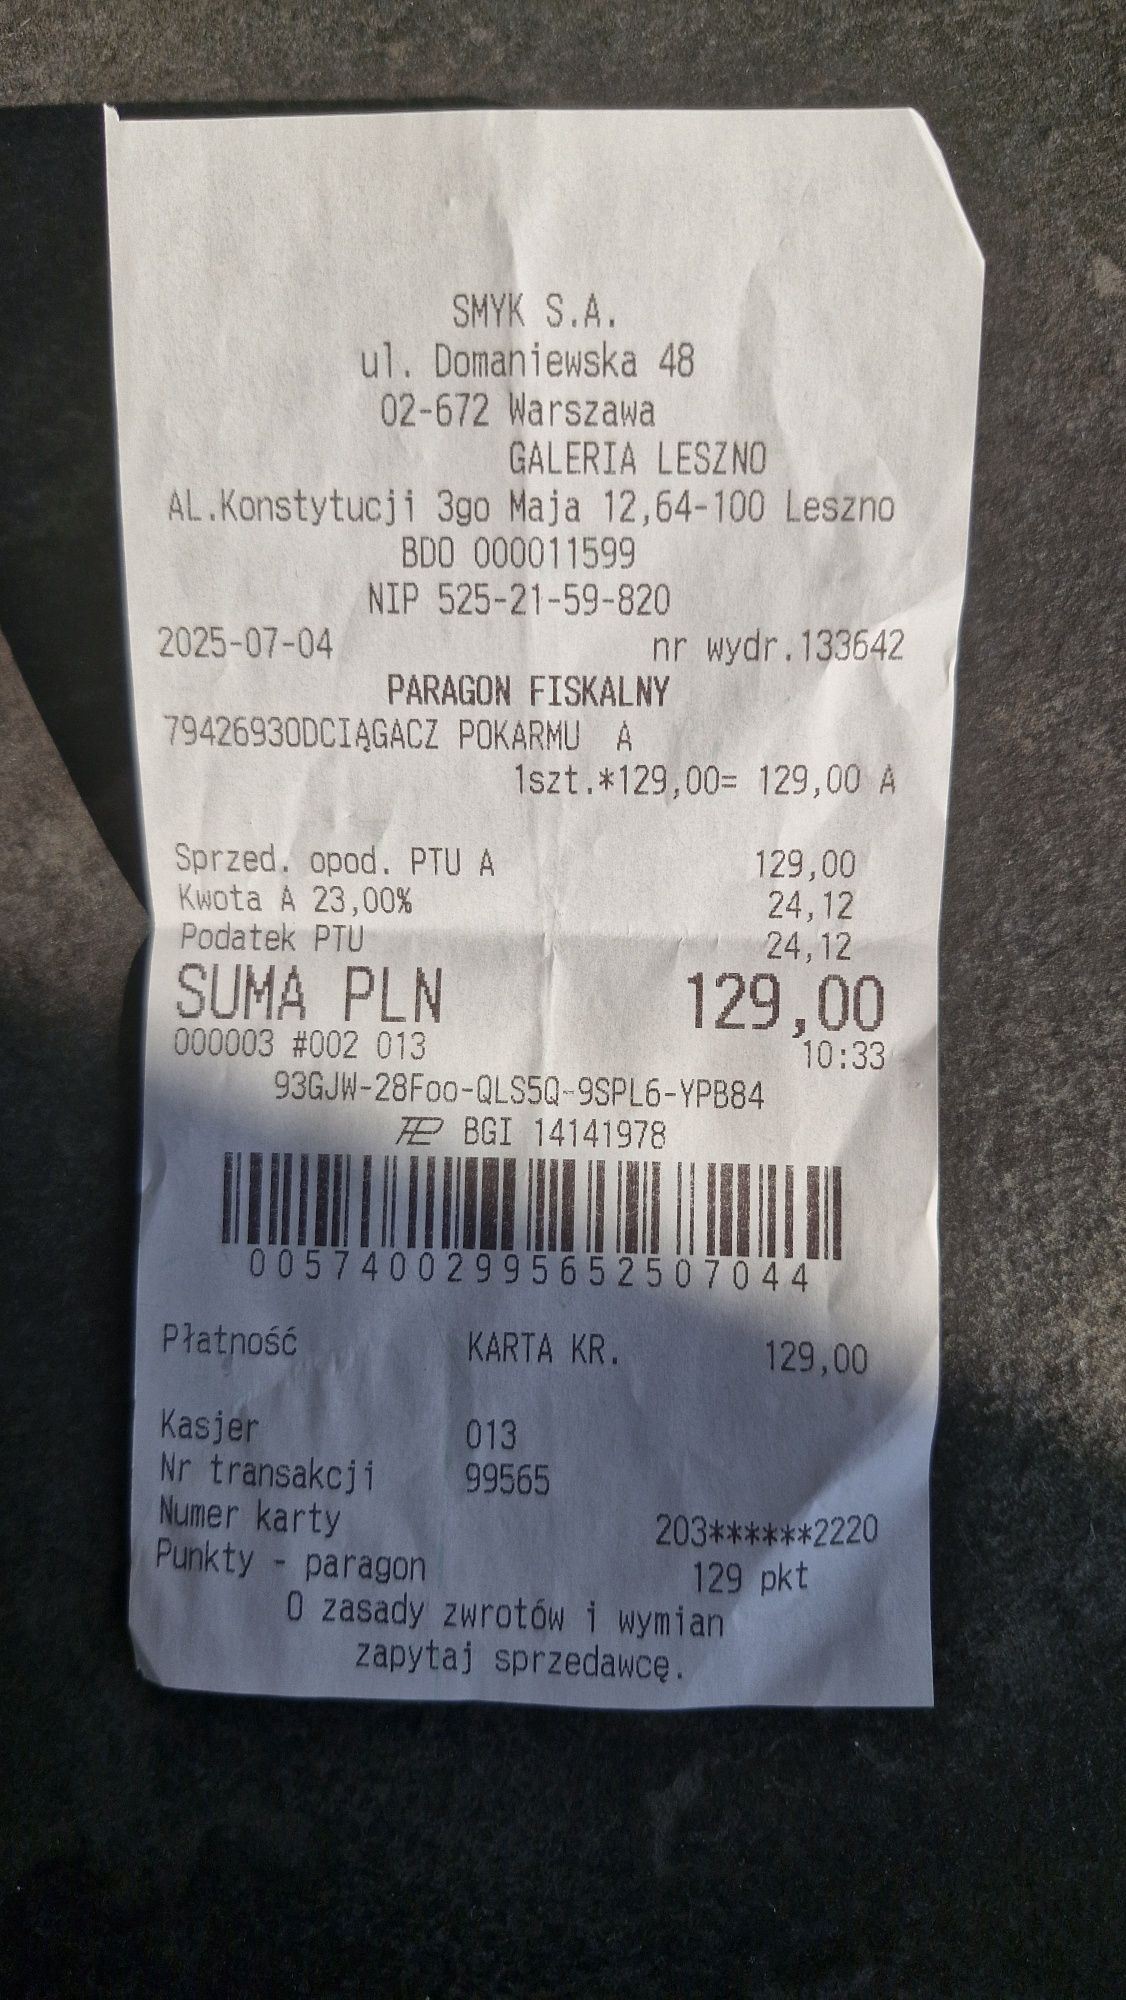 SMYK S.A.
ul. Domaniewska 48
02-672 Warszawa
GALERIA LESZNO
AL.Konstytucji 3go Maja 12,64-100 Leszno
BDO 000011599
NIP 525-21-59-820
2025-07-04 nr wydr.133642
PARAGON FISKALNY
7942693ODCIĄGACZ POKARMU A
1szt.*129,00= 129,00 A
Sprzed. opod. PTU A 129,00
Kwota A 23,00% 24,12
Podatek PTU 24,12
SUMA PLN 129,00
000003 #002 013 10:33
93GJW-28Foo-QLS5Q-9SPL6-YPB84
BGI 14141978
0057400299565250704 4
Płatność KARTA KR. 129,00
Kasjer 013
Nr transakcji 99565
Numer karty 203******2220
Punkty - paragon 129 pkt
O zasady zwrotów i wymian
zapytaj sprzedawcę.